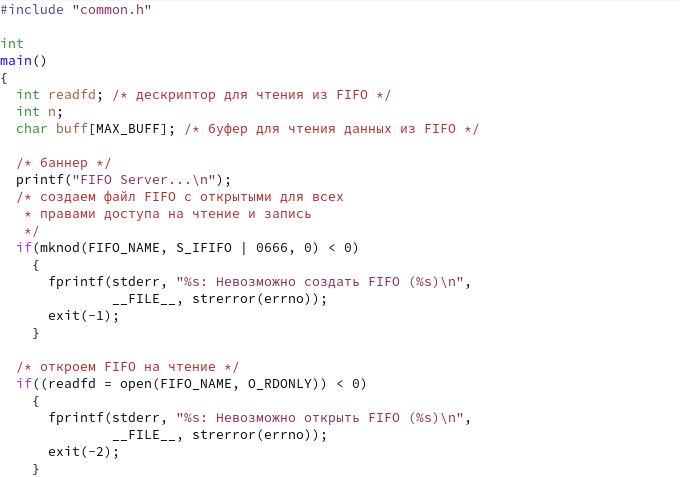 #include "common.h"
int
main()
{
int readfd; /* дескриптор для чтения из FIFO */
int n;
char buff[MAX_BUFF]; /* буфер для чтения данных из FIFO */
/* баннер */
printf("FIFO Server...\n");
/* создаем файл FIFO с открытыми для всех
* правами доступа на чтение и запись
*/
if(mknod(FIFO_NAME, S_IFIFO | 0666, 0) < 0)
{
fprintf(stderr, "%s: Невозможно создать FIFO (%s)\n",
__FILE__, strerror(errno));
exit(-1);
}
/* откроем FIFO на чтение */
if((readfd = open(FIFO_NAME, O_RDONLY)) < 0)
{
fprintf(stderr, "%s: Невозможно открыть FIFO (%s)\n",
__FILE__, strerror(errno));
exit(-2);
}